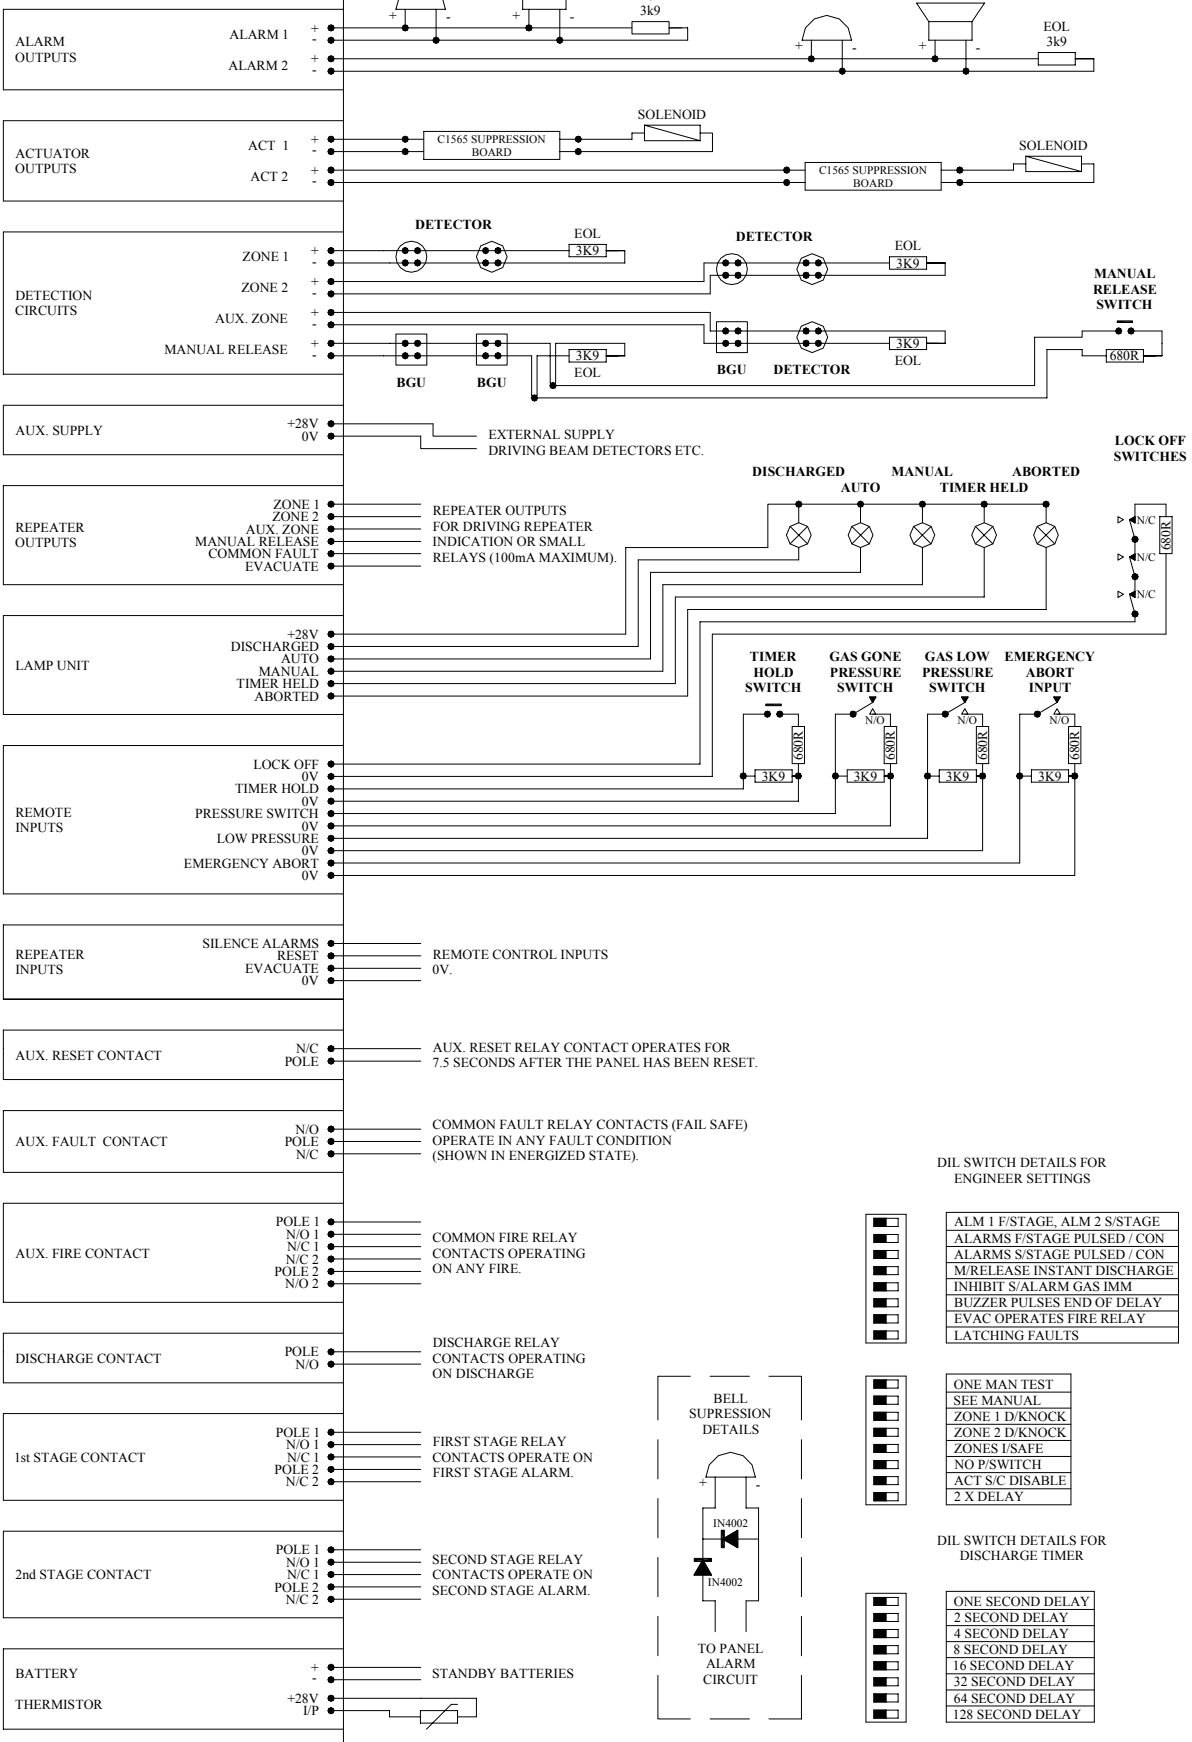 3k9
+
-
+
-
ALARM
OUTPUTS
ALARM 1
+
-
ALARM 2
+
-
+
-
+
-
EOL
3k9
ACTUATOR
OUTPUTS
ACT 1
+
-
C1565 SUPPRESSION
BOARD
SOLENOID
ACT 2
+
-
C1565 SUPPRESSION
BOARD
SOLENOID
DETECTION
CIRCUITS
ZONE 1
+
-
DETECTOR
EOL
3K9
ZONE 2
+
-
DETECTOR
EOL
3K9
AUX. ZONE
+
-
BGU
DETECTOR
3K9
EOL
MANUAL RELEASE
+
-
BGU
BGU
3K9
EOL
MANUAL
RELEASE
SWITCH
680R
AUX. SUPPLY
+28V
0V
EXTERNAL SUPPLY
DRIVING BEAM DETECTORS ETC.
REPEATER
OUTPUTS
ZONE 1
ZONE 2
AUX. ZONE
MANUAL RELEASE
COMMON FAULT
EVACUATE
REPEATER OUTPUTS
FOR DRIVING REPEATER
INDICATION OR SMALL
RELAYS (100mA MAXIMUM).
DISCHARGED
AUTO
MANUAL
TIMER HELD
ABORTED
LOCK OFF
SWITCHES
N/C
N/C
N/C
680R
LAMP UNIT
+28V
DISCHARGED
AUTO
MANUAL
TIMER HELD
ABORTED
TIMER
HOLD
SWITCH
680R
3K9
GAS GONE
PRESSURE
SWITCH
N/O
680R
3K9
GAS LOW
PRESSURE
SWITCH
N/O
680R
3K9
EMERGENCY
ABORT
INPUT
N/O
680R
3K9
REMOTE
INPUTS
LOCK OFF
0V
TIMER HOLD
0V
PRESSURE SWITCH
0V
LOW PRESSURE
0V
EMERGENCY ABORT
0V
REPEATER
INPUTS
SILENCE ALARMS
RESET
EVACUATE
0V
REMOTE CONTROL INPUTS
0V.
AUX. RESET CONTACT
N/C
POLE
AUX. RESET RELAY CONTACT OPERATES FOR
7.5 SECONDS AFTER THE PANEL HAS BEEN RESET.
AUX. FAULT CONTACT
N/O
POLE
N/C
COMMON FAULT RELAY CONTACTS (FAIL SAFE)
OPERATE IN ANY FAULT CONDITION
(SHOWN IN ENERGIZED STATE).
AUX. FIRE CONTACT
POLE 1
N/O 1
N/C 1
N/C 2
POLE 2
N/O 2
COMMON FIRE RELAY
CONTACTS OPERATING
ON ANY FIRE.
DISCHARGE CONTACT
POLE
N/O
DISCHARGE RELAY
CONTACTS OPERATING
ON DISCHARGE
1st STAGE CONTACT
POLE 1
N/O 1
N/C 1
POLE 2
N/C 2
FIRST STAGE RELAY
CONTACTS OPERATE ON
FIRST STAGE ALARM.
2nd STAGE CONTACT
POLE 1
N/O 1
N/C 1
POLE 2
N/C 2
SECOND STAGE RELAY
CONTACTS OPERATE ON
SECOND STAGE ALARM.
BATTERY
+
-
STANDBY BATTERIES
THERMISTOR
+28V
I/P
BELL
SUPRESSION
DETAILS
+
-
IN4002
IN4002
TO PANEL
ALARM
CIRCUIT
DIL SWITCH DETAILS FOR
ENGINEER SETTINGS
ALM 1 F/STAGE, ALM 2 S/STAGE
ALARMS F/STAGE PULSED / CON
ALARMS S/STAGE PULSED / CON
M/RELEASE INSTANT DISCHARGE
INHIBIT S/ALARM GAS IMM
BUZZER PULSES END OF DELAY
EVAC OPERATES FIRE RELAY
LATCHING FAULTS
ONE MAN TEST
SEE MANUAL
ZONE 1 D/KNOCK
ZONE 2 D/KNOCK
ZONES I/SAFE
NO P/SWITCH
ACT S/C DISABLE
2 X DELAY
DIL SWITCH DETAILS FOR
DISCHARGE TIMER
ONE SECOND DELAY
2 SECOND DELAY
4 SECOND DELAY
8 SECOND DELAY
16 SECOND DELAY
32 SECOND DELAY
64 SECOND DELAY
128 SECOND DELAY